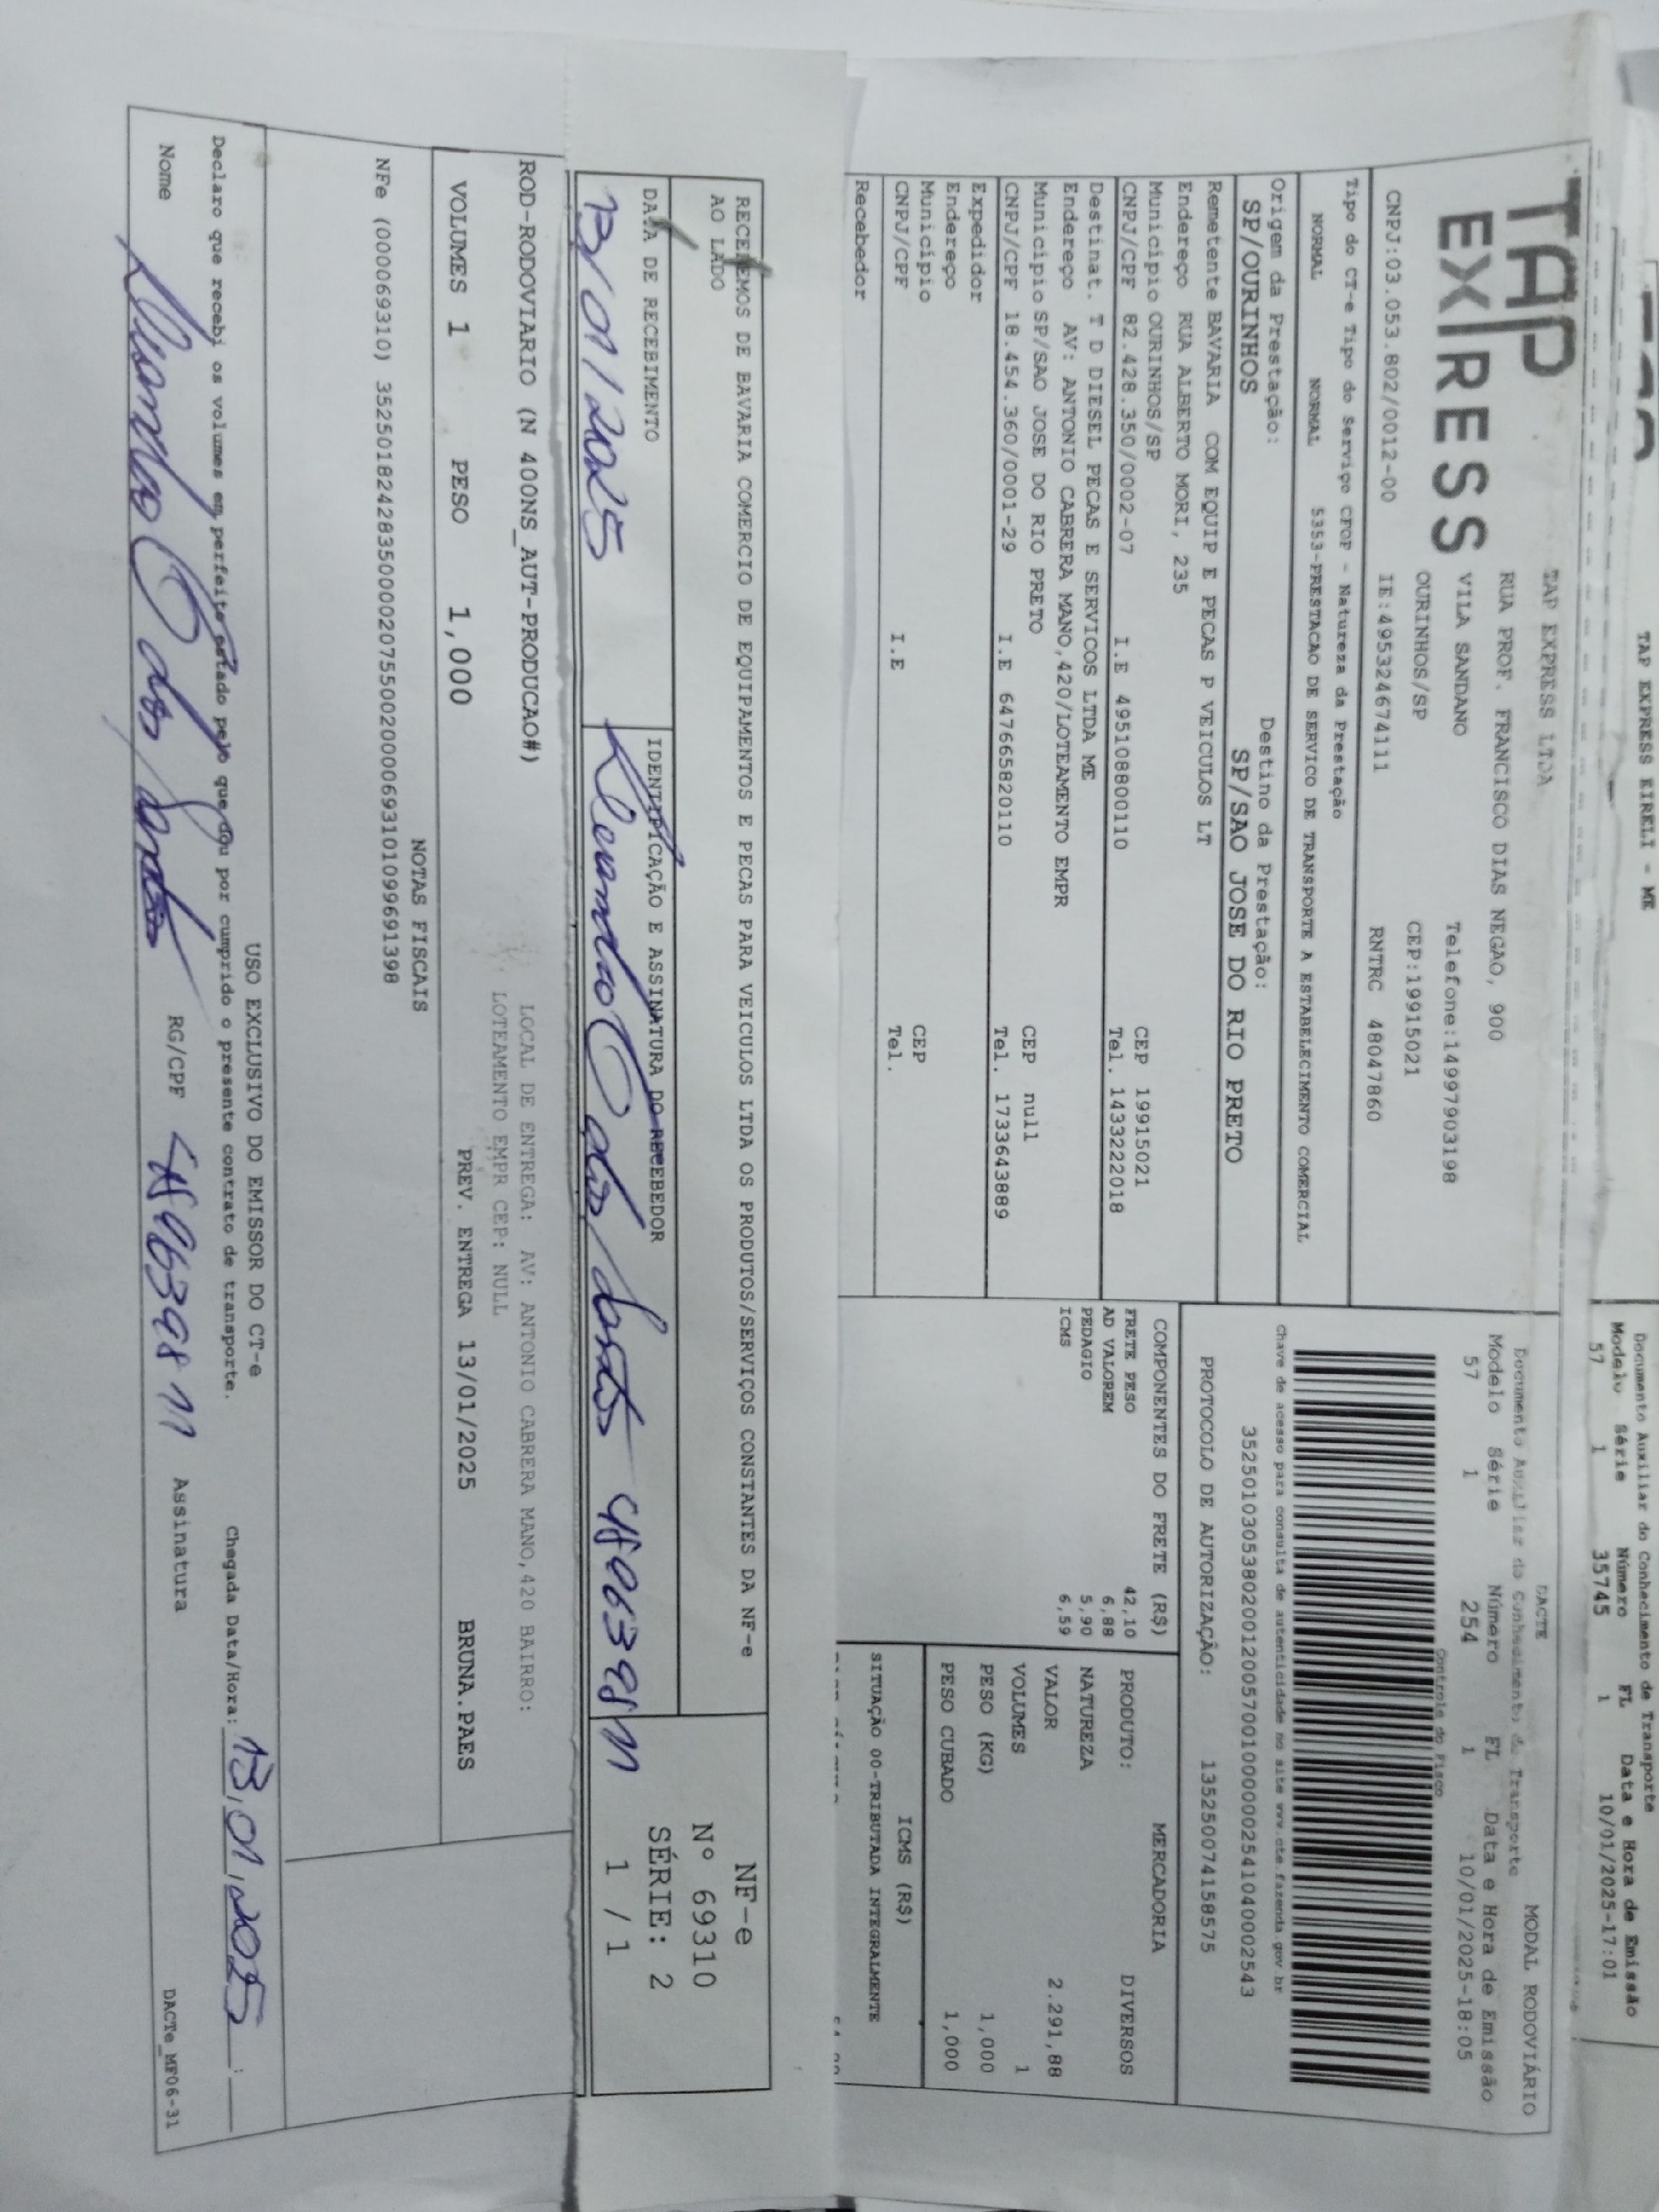 TAP EXPRESS EIRELI - ME
Documento Auxiliar do Conhecimento de Transporte
Modelo Série Número FL Data e Hora de Emissão
57 1 35745 1 10/01/2025-17:01
TAP
EXPRESS
TAP EXPRESS LTDA
RUA PROF. FRANCISCO DIAS NEGAO, 900
VILA SANDANO Telefone:14997903198
OURINHOS/SP CEP:19915021
CNPJ:03.053.802/0012-00 IE:495324674111 RNTRC 48047860
DACTE MODAL RODOVIÁRIO
Documento Auxiliar do Conhecimento de Transporte
Modelo Série Número FL Data e Hora de Emissão
57 1 254 1 10/01/2025-18:05
Controle do Fisco
Tipo do CT-e Tipo do Serviço CFOP - Natureza da Prestação
NORMAL NORMAL 5353-PRESTACAO DE SERVICO DE TRANSPORTE A ESTABELECIMENTO COMERCIAL
Chave de acesso para consulta de autenticidade no site www.cte.fazenda.gov.br
35250103053802001200570010000002541040002543
Origem da Prestação: Destino da Prestação:
SP/OURINHOS SP/SAO JOSE DO RIO PRETO
PROTOCOLO DE AUTORIZAÇÃO: 135250074158575
Remetente BAVARIA COM EQUIP E PECAS P VEICULOS LT
Endereço RUA ALBERTO MORI, 235
Município OURINHOS/SP CEP 19915021
CNPJ/CPF 82.428.350/0002-07 I.E 495108800110 Tel. 1433222018
Destinat. T D DIESEL PECAS E SERVICOS LTDA ME
Endereço AV: ANTONIO CABRERA MANO,420/LOTEAMENTO EMPR
Município SP/SAO JOSE DO RIO PRETO CEP null
CNPJ/CPF 18.454.360/0001-29 I.E 647665820110 Tel. 1733643889
Expedidor
Endereço
Município CEP
CNPJ/CPF I.E Tel.
Recebedor
COMPONENTES DO FRETE (R$)
FRETE PESO 42,10
AD VALOREM 6,88
PEDAGIO 5,90
ICMS 6,59
MERCADORIA
PRODUTO: DIVERSOS
NATUREZA
VALOR 2.291,88
VOLUMES 1
PESO (KG) 1,000
PESO CUBADO 1,000
ICMS (R$)
SITUAÇÃO 00-TRIBUTADA INTEGRALMENTE
RECEBEMOS DE BAVARIA COMERCIO DE EQUIPAMENTOS E PECAS PARA VEICULOS LTDA OS PRODUTOS/SERVIÇOS CONSTANTES DA NF-e
AO LADO
NF-e
Nº 69310
SÉRIE: 2
1 / 1
DATA DE RECEBIMENTO IDENTIFICAÇÃO E ASSINATURA DO RECEBEDOR
13/01/2025 dos Santos
ROD-RODOVIARIO (N 400NS_AUT-PRODUCAO#) LOCAL DE ENTREGA: AV: ANTONIO CABRERA MANO,420 BAIRRO:
LOTEAMENTO EMPR CEP: NULL
VOLUMES 1 PESO 1,000 PREV. ENTREGA 13/01/2025 BRUNA.PAES
NOTAS FISCAIS
NFe (000069310) 35250182428350000207550020000693101099691398
USO EXCLUSIVO DO EMISSOR DO CT-e
Declaro que recebi os volumes em perfeito estado pelo que dou por cumprido o presente contrato de transporte. Chegada Data/Hora: 13,01,2025 :
Nome dos Santos RG/CPF Assinatura
DACTe_MF06-31